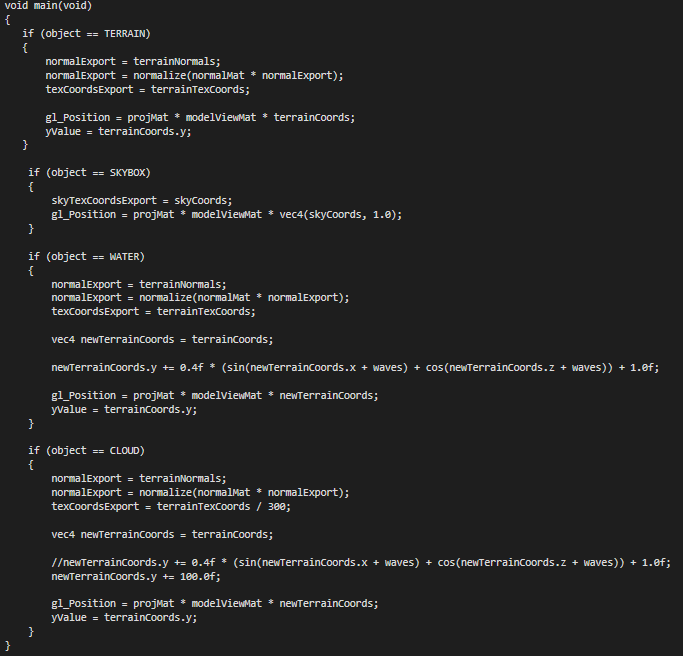 void main(void)
{
if (object == TERRAIN)
{
normalExport = terrainNormals;
normalExport = normalize(normalMat * normalExport);
texCoordsExport = terrainTexCoords;
gl_Position = projMat * modelViewMat * terrainCoords;
yValue = terrainCoords.y;
}
if (object == SKYBOX)
{
skyTexCoordsExport = skyCoords;
gl_Position = projMat * modelViewMat * vec4(skyCoords, 1.0);
}
if (object == WATER)
{
normalExport = terrainNormals;
normalExport = normalize(normalMat * normalExport);
texCoordsExport = terrainTexCoords;
vec4 newTerrainCoords = terrainCoords;
newTerrainCoords.y += 0.4f * (sin(newTerrainCoords.x + waves) + cos(newTerrainCoords.z + waves)) + 1.0f;
gl_Position = projMat * modelViewMat * newTerrainCoords;
yValue = terrainCoords.y;
}
if (object == CLOUD)
{
normalExport = terrainNormals;
normalExport = normalize(normalMat * normalExport);
texCoordsExport = terrainTexCoords / 300;
vec4 newTerrainCoords = terrainCoords;
//newTerrainCoords.y += 0.4f * (sin(newTerrainCoords.x + waves) + cos(newTerrainCoords.z + waves)) + 1.0f;
newTerrainCoords.y += 100.0f;
gl_Position = projMat * modelViewMat * newTerrainCoords;
yValue = terrainCoords.y;
}
}